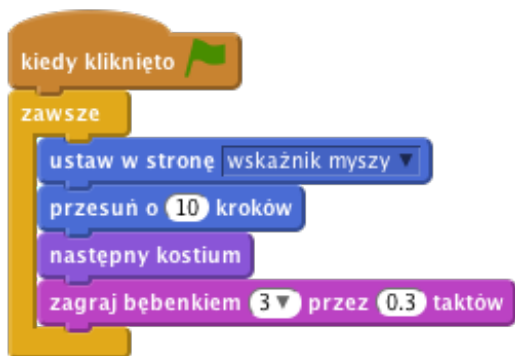 kiedy kliknięto
zawsze
ustaw w stronę wskaźnik myszy
przesuń o 10 kroków
następny kostium
zagraj bębenkiem 3 przez 0.3 taktów